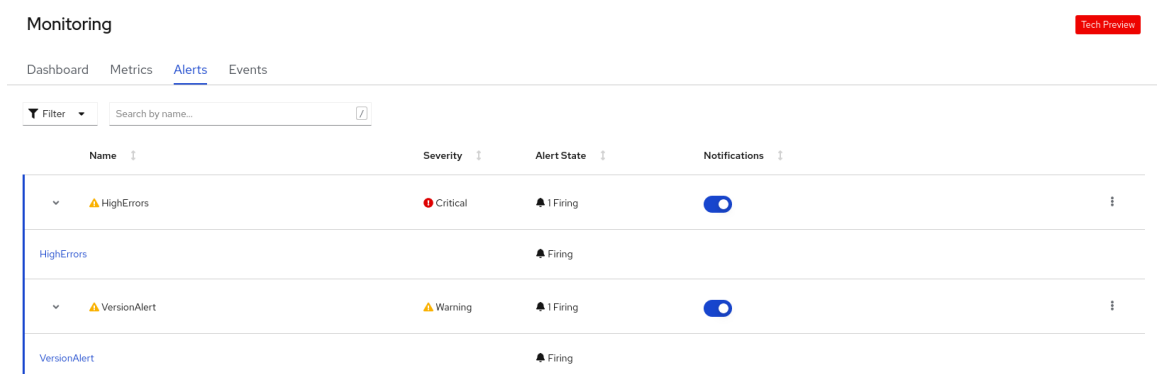 Monitoring
Tech Preview
Dashboard Metrics Alerts Events
Filter Search by name... /
Name Severity Alert State Notifications
HighErrors Critical 1 Firing
HighErrors Firing
VersionAlert Warning 1 Firing
VersionAlert Firing